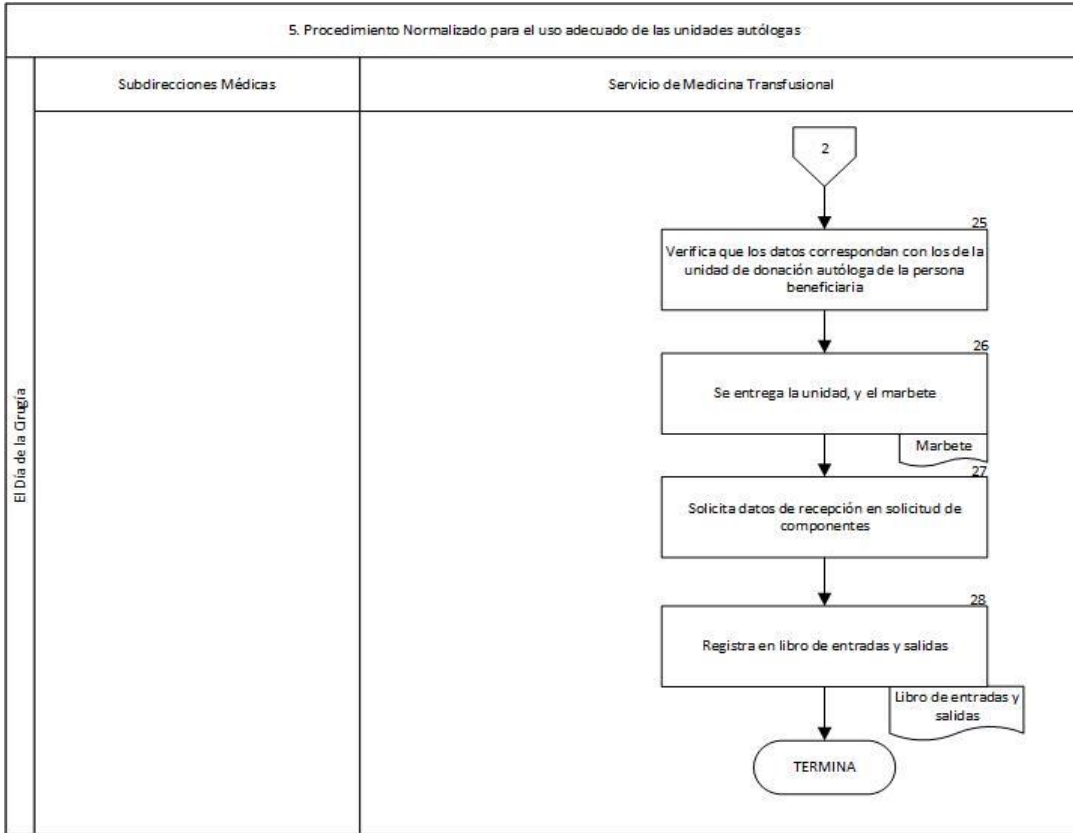 5. Procedimiento Normalizado para el uso adecuado de las unidades autólogas
Subdirecciones Médicas
Servicio de Medicina Transfusional
El Día de la Cirugía
2
25
Verifica que los datos correspondan con los de la
unidad de donación autóloga de la persona
beneficiaria
26
Se entrega la unidad, y el marbete
Marbete
27
Solicita datos de recepción en solicitud de
componentes
28
Registra en libro de entradas y salidas
Libro de entradas y
salidas
TERMINA